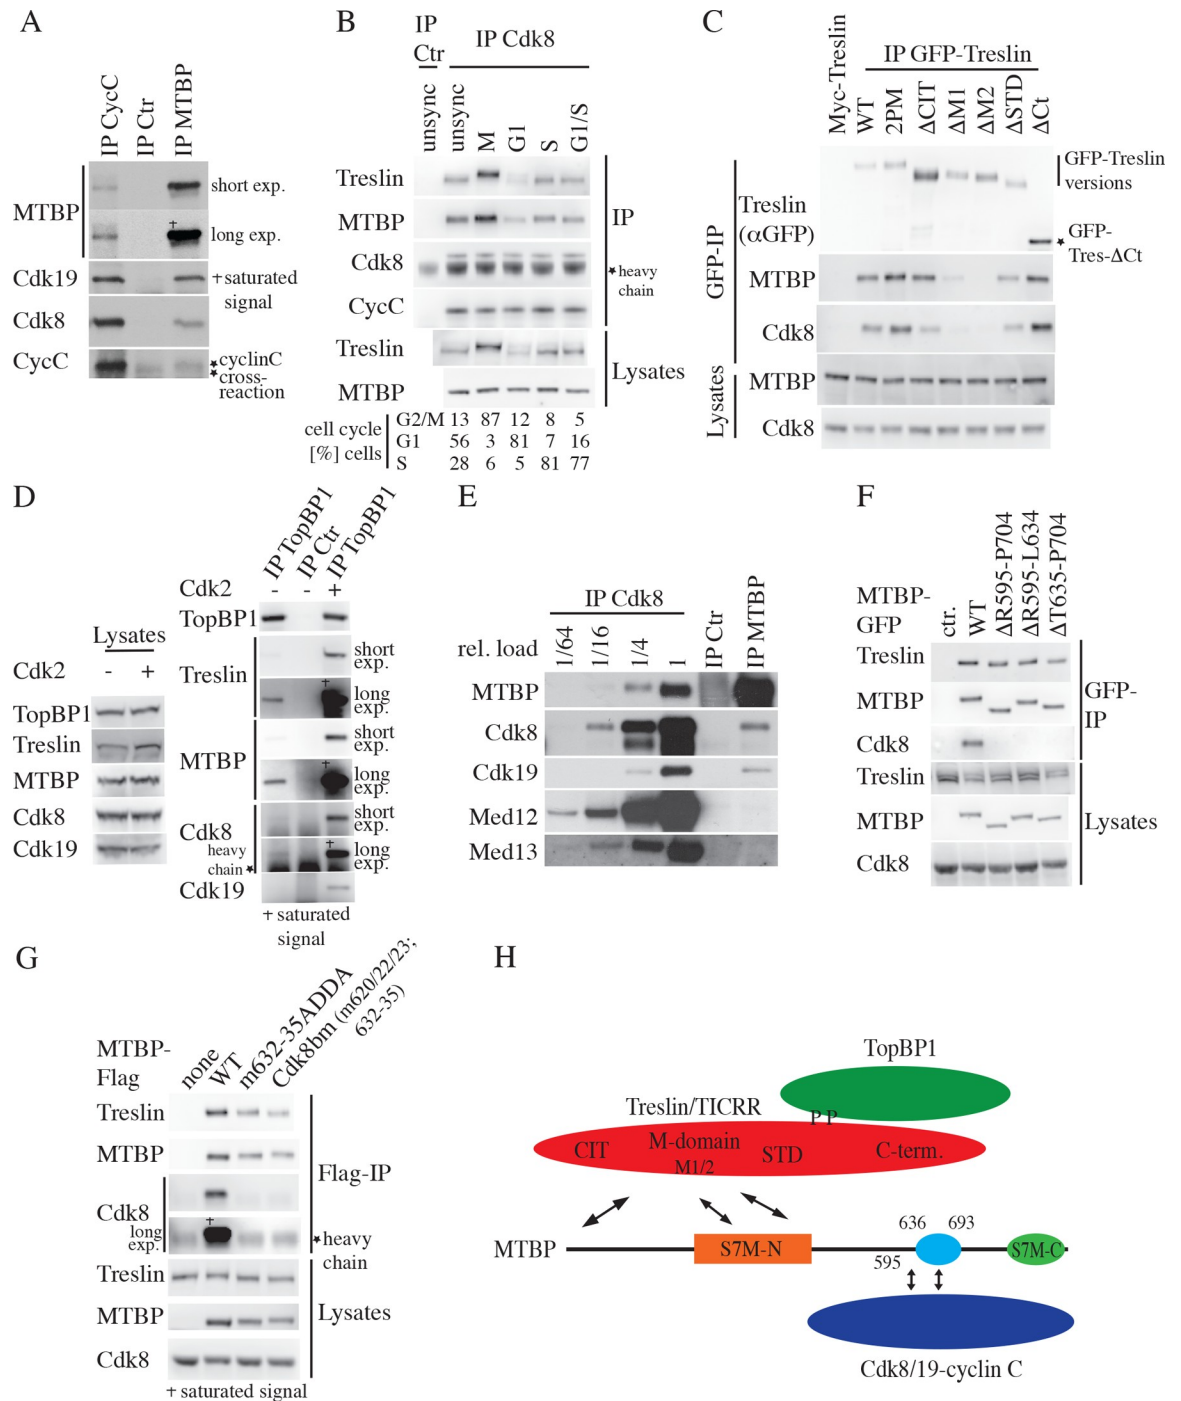 A
IP CycC
IP Ctr
IP MTBP
MTBP
short exp.
†
long exp.
Cdk19
†saturated
signal
Cdk8
CycC
★cyclinC
★cross-
reaction
B
IP
Ctr
IP Cdk8
unsync
unsync
M
G1
S
G1/S
Treslin
MTBP
IP
Cdk8
★heavy
chain
CycC
Treslin
Lysates
MTBP
cell cycle
[%] cells
G2/M 13 87 12 8 5
G1 56 3 81 7 16
S 28 6 5 81 77
C
Myc-Treslin
IP GFP-Treslin
WT
2PM
ΔCIT
ΔM1
ΔM2
ΔSTD
ΔCt
GFP-IP
Treslin
(αGFP)
GFP-Treslin
versions
★ GFP-
Tres-ΔCt
MTBP
Cdk8
Lysates
MTBP
Cdk8
D
Lysates
Cdk2 - +
TopBP1
Treslin
MTBP
Cdk8
Cdk19
IP TopBP1
IP Ctr
IP TopBP1
Cdk2 - - +
TopBP1
Treslin
short
exp.
†
long
exp.
MTBP
short
exp.
†
long
exp.
Cdk8
short
exp.
heavy
chain★
†
long
exp.
Cdk19
† saturated
signal
E
IP Cdk8
IP Ctr
IP MTBP
rel. load 1/64 1/16 1/4 1
MTBP
Cdk8
Cdk19
Med12
Med13
F
MTBP-
GFP
ctr.
WT
ΔR595-P704
ΔR595-L634
ΔT635-P704
Treslin
MTBP
GFP-
IP
Cdk8
Treslin
MTBP
Lysates
Cdk8
G
MTBP-
Flag
none
WT
m632-35ADDA
Cdk8bm (m620/22/23;
632-35)
Treslin
MTBP
Flag-IP
Cdk8
long
exp.
†
★heavy
chain
Treslin
MTBP
Lysates
Cdk8
† saturated signal
H
TopBP1
Treslin/TICRR
P P
CIT
M-domain
M1/2
STD
C-term.
MTBP
S7M-N
595
636
693
S7M-C
Cdk8/19-cyclin C